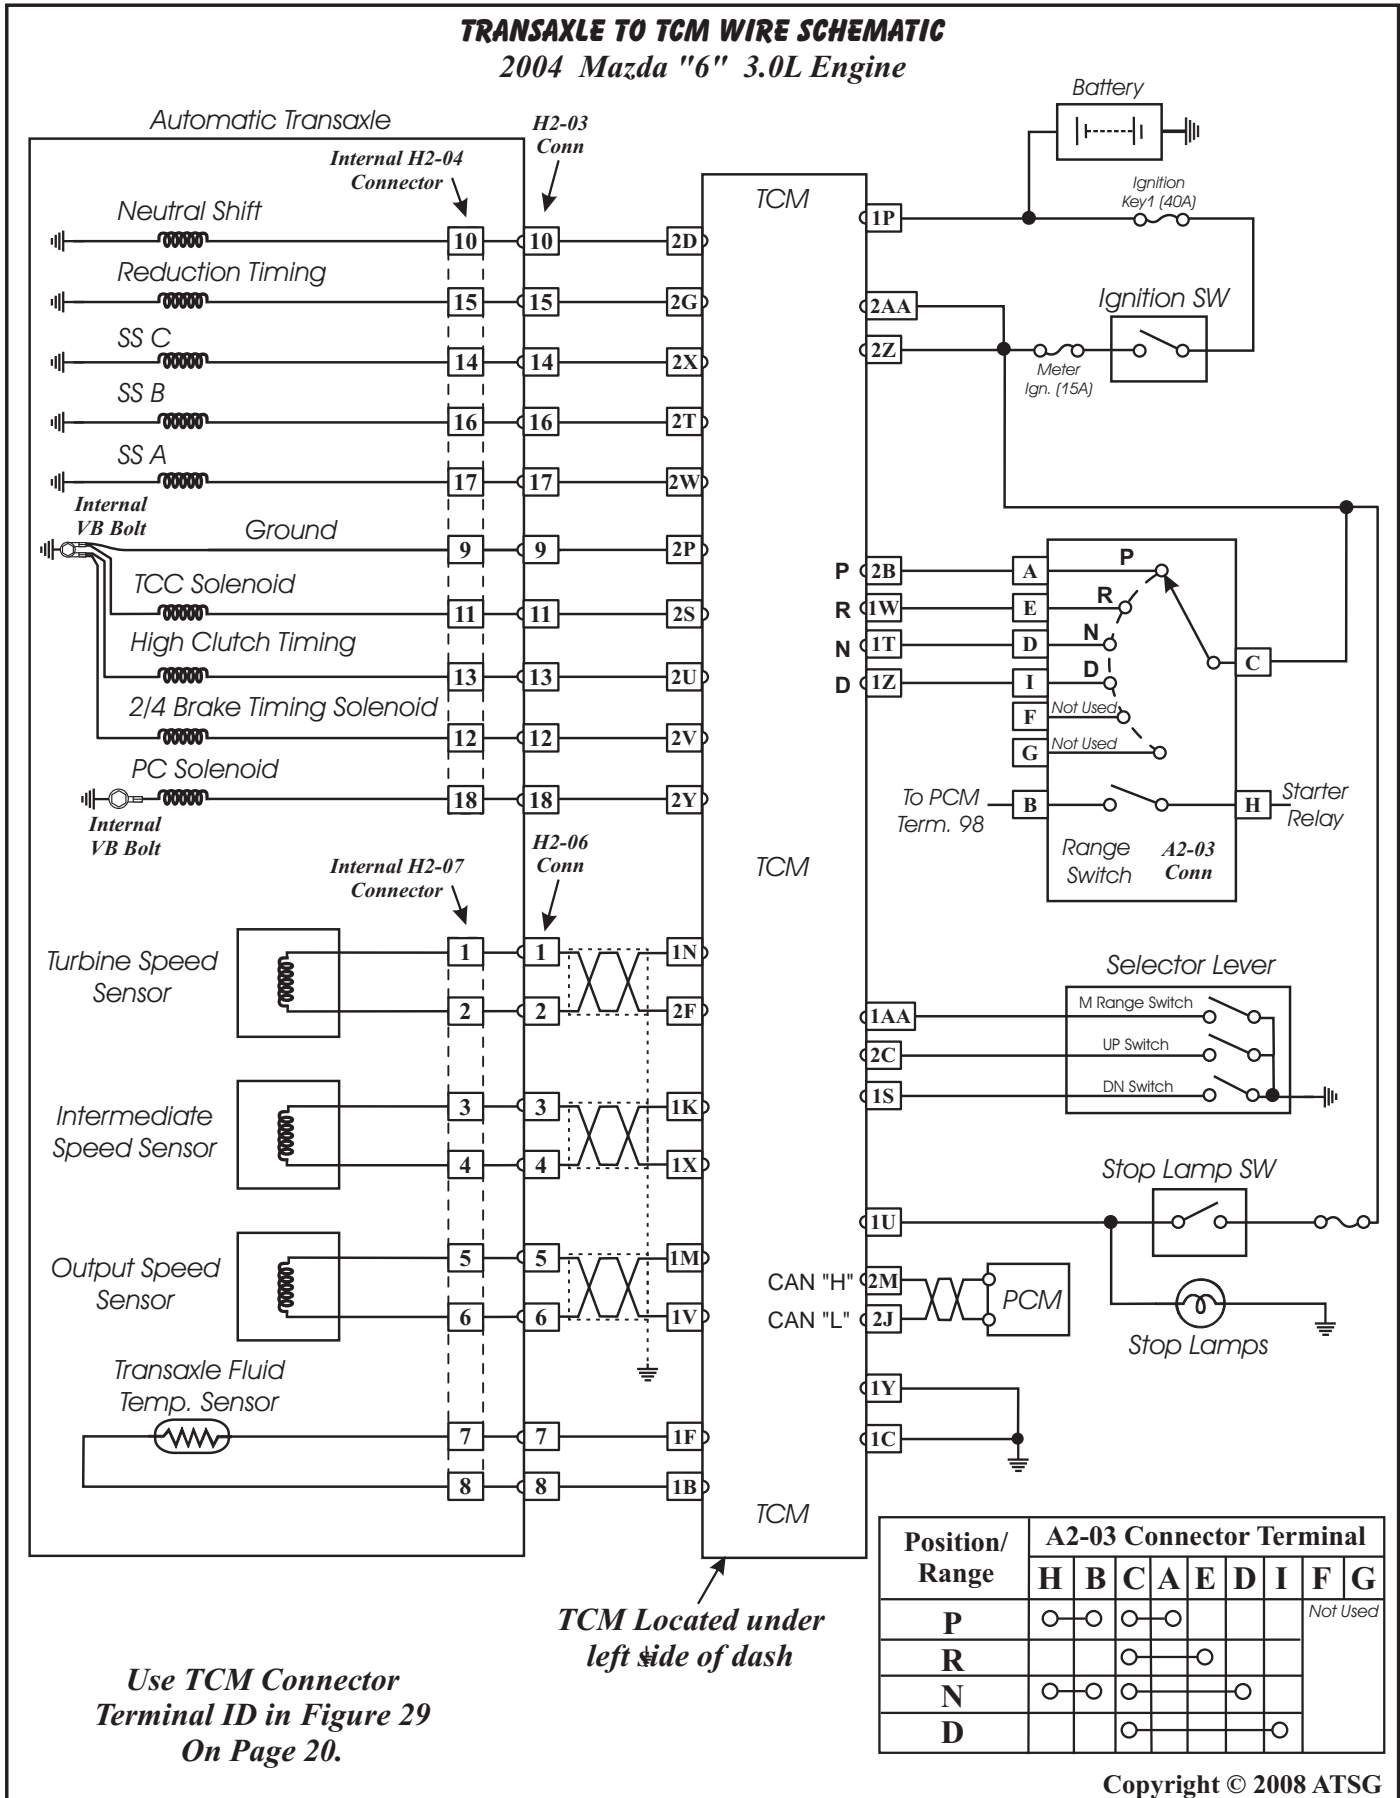 TRANSAXLE TO TCM WIRE SCHEMATIC
2004 Mazda "6" 3.0L Engine
Automatic Transaxle
Internal H2-04
Connector
H2-03
Conn
Neutral Shift
10 10 2D
Reduction Timing
15 15 2G
SS C
14 14 2X
SS B
16 16 2T
SS A
17 17 2W
Internal
VB Bolt
Ground
9 9 2P
TCC Solenoid
11 11 2S
High Clutch Timing
13 13 2U
2/4 Brake Timing Solenoid
12 12 2V
PC Solenoid
18 18 2Y
Internal
VB Bolt
Internal H2-07
Connector
H2-06
Conn
Turbine Speed
Sensor
1 1 1N
2 2 2F
Intermediate
Speed Sensor
3 3 1K
4 4 1X
Output Speed
Sensor
5 5 1M
6 6 1V
Transaxle Fluid
Temp. Sensor
7 7 1F
8 8 1B
TCM
TCM
TCM
Battery
1P
Ignition
Key1 (40A)
2AA
2Z
Ignition SW
Meter
Ign. (15A)
P 2B A P
R 1W E R
N 1T D N
D 1Z I D
F Not Used
G Not Used
C
To PCM
Term. 98
B H
Starter
Relay
Range
Switch
A2-03
Conn
Selector Lever
1AA M Range Switch
2C UP Switch
1S DN Switch
Stop Lamp SW
1U
CAN "H" 2M
CAN "L" 2J
PCM
Stop Lamps
1Y
1C
TCM Located under
left side of dash
Use TCM Connector
Terminal ID in Figure 29
On Page 20.
Position/
Range
A2-03 Connector Terminal
H B C A E D I F G
P Not Used
R
N
D
Copyright © 2008 ATSG